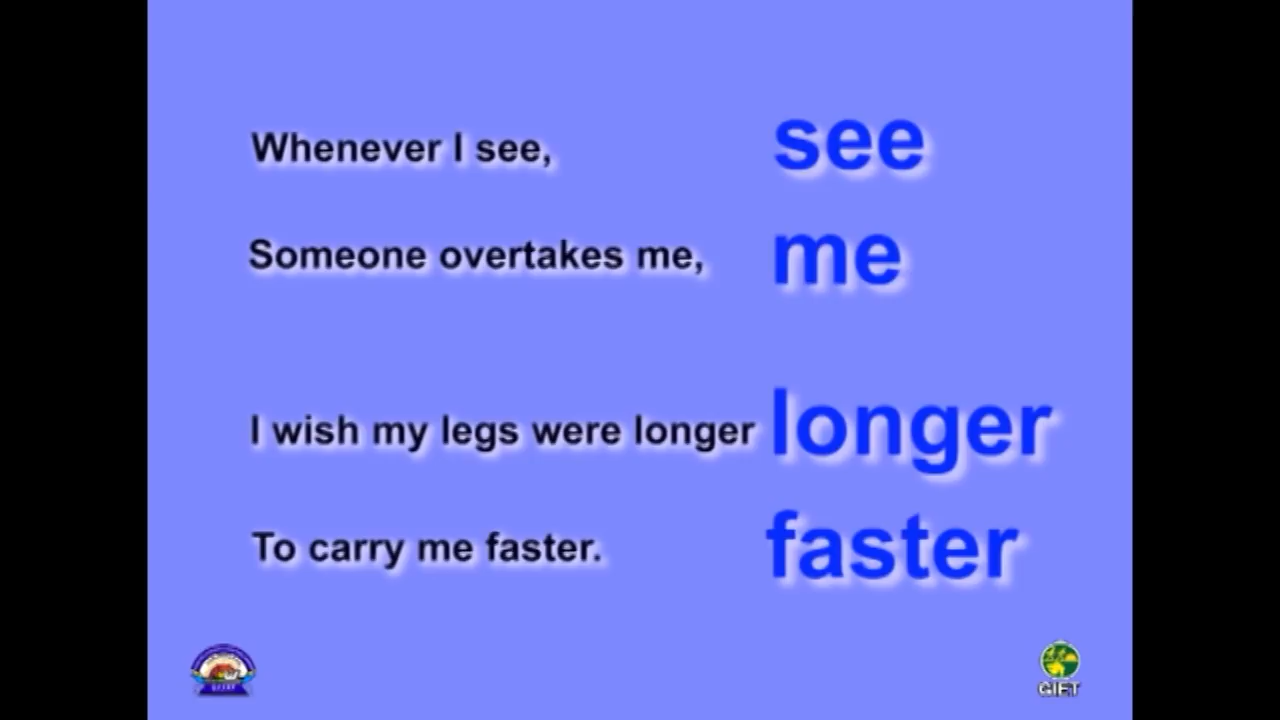 Whenever I see, see
Someone overtakes me, me
I wish my legs were longer longer
To carry me faster. faster
GIFT